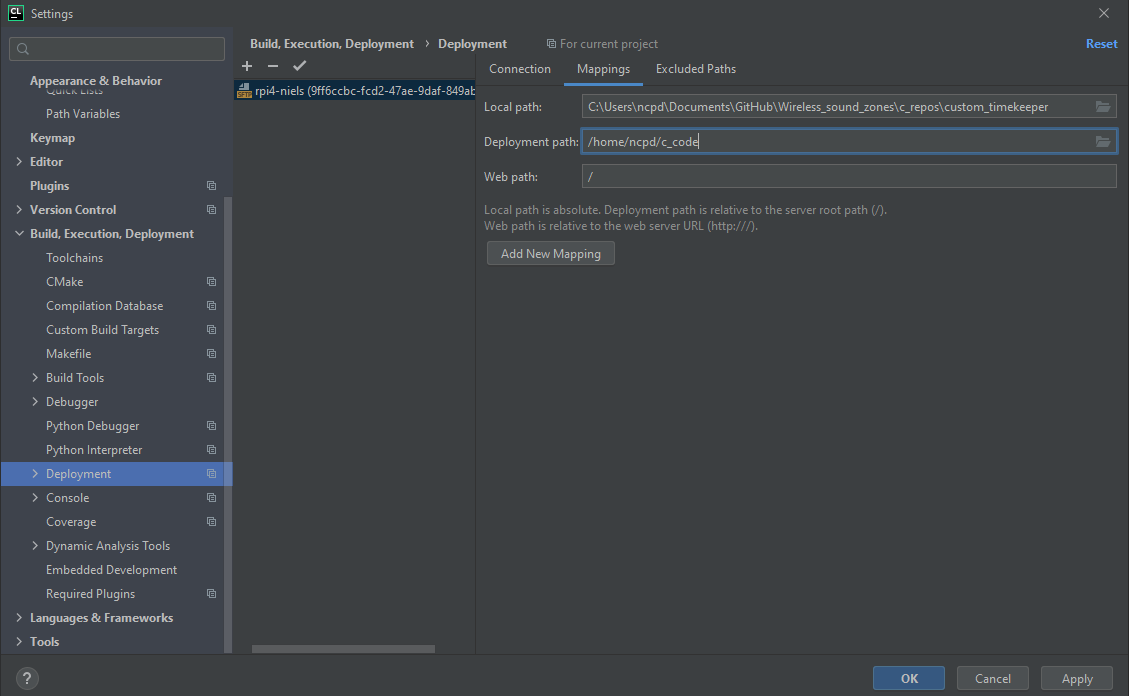 CL Settings
Build, Execution, Deployment › Deployment For current project Reset
Appearance & Behavior
Quick Lists
Path Variables
Keymap
Editor
Plugins
Version Control
Build, Execution, Deployment
Toolchains
CMake
Compilation Database
Custom Build Targets
Makefile
Build Tools
Debugger
Python Debugger
Python Interpreter
Deployment
Console
Coverage
Dynamic Analysis Tools
Embedded Development
Required Plugins
Languages & Frameworks
Tools
SFTP rpi4-niels (9ff6ccbc-fcd2-47ae-9daf-849ab
Connection Mappings Excluded Paths
Local path: C:\Users\ncpd\Documents\GitHub\Wireless_sound_zones\c_repos\custom_timekeeper
Deployment path: /home/ncpd/c_code
Web path: /
Local path is absolute. Deployment path is relative to the server root path (/).
Web path is relative to the web server URL (http:///).
Add New Mapping
? OK Cancel Apply